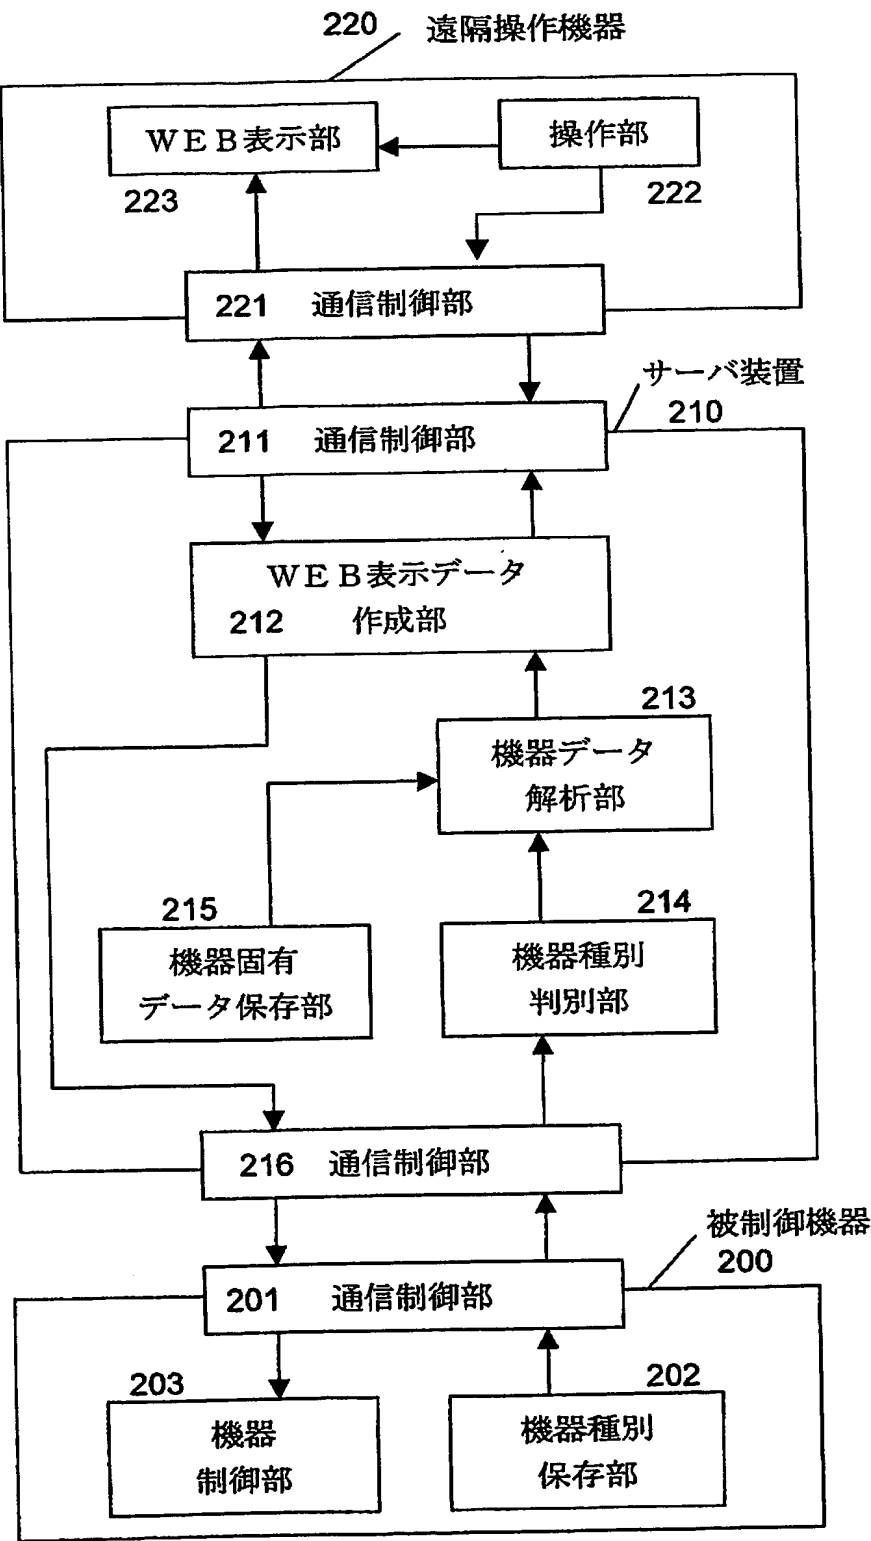 220 遠隔操作機器
WEB表示部
操作部
223
222
221 通信制御部
サーバ装置
210
211 通信制御部
WEB表示データ
212 作成部
213
機器データ
解析部
215
機器固有
データ保存部
214
機器種別
判別部
216 通信制御部
被制御機器
200
201 通信制御部
203
機器
制御部
202
機器種別
保存部